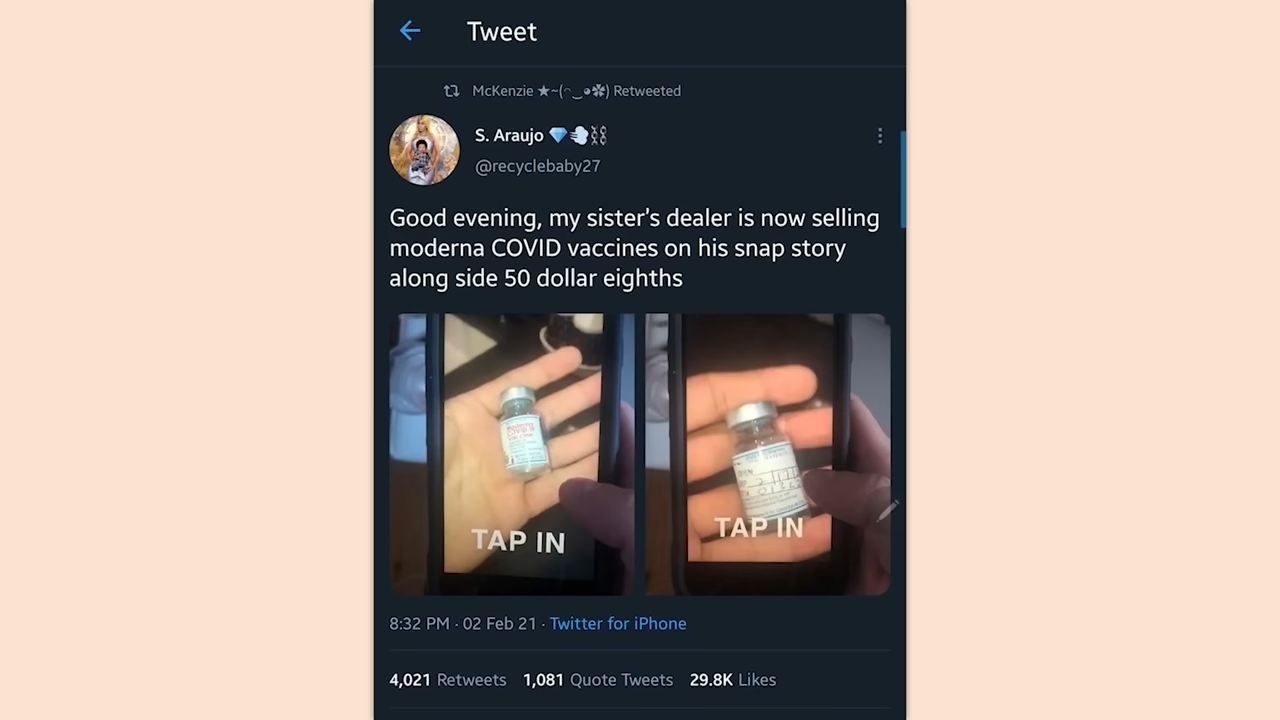 Tweet
McKenzie ★~(◠‿◕✿) Retweeted
S. Araujo 💎💨⛓
@recyclebaby27
Good evening, my sister's dealer is now selling
moderna COVID vaccines on his snap story
along side 50 dollar eighths
TAP IN
TAP IN
8:32 PM · 02 Feb 21 · Twitter for iPhone
4,021 Retweets 1,081 Quote Tweets 29.8K Likes